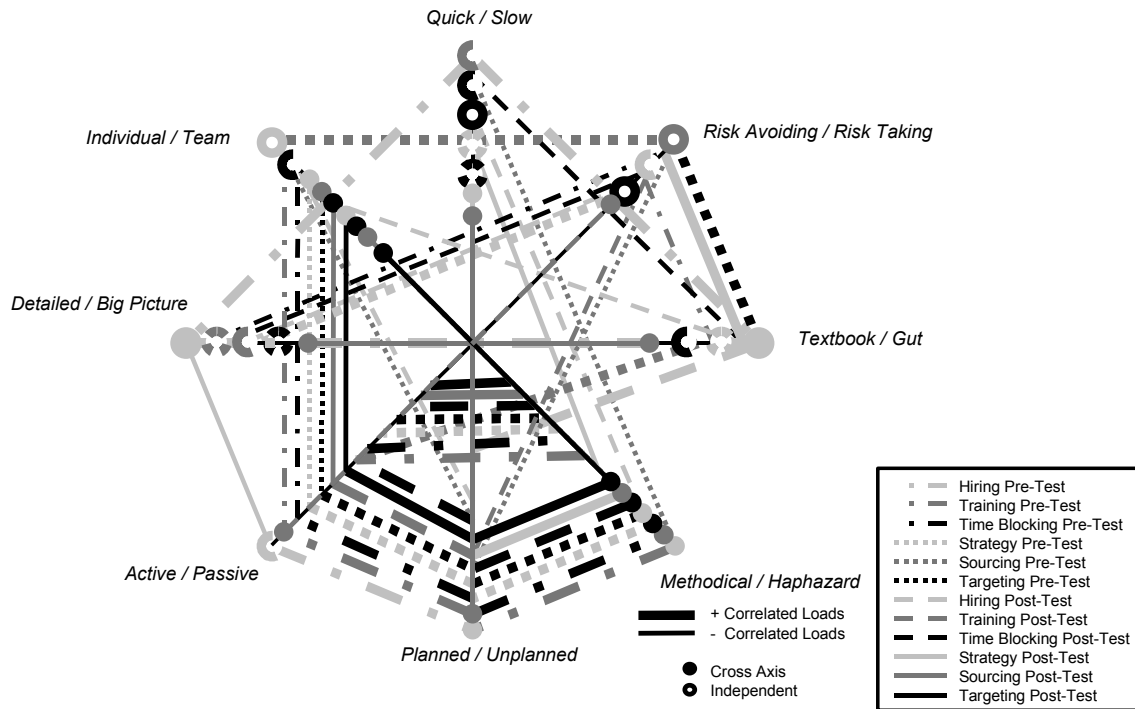 Quick / Slow
Individual / Team
Risk Avoiding / Risk Taking
Detailed / Big Picture
Textbook / Gut
Active / Passive
Methodical / Haphazard
Planned / Unplanned
+ Correlated Loads
- Correlated Loads
Cross Axis
Independent
Hiring Pre-Test
Training Pre-Test
Time Blocking Pre-Test
Strategy Pre-Test
Sourcing Pre-Test
Targeting Pre-Test
Hiring Post-Test
Training Post-Test
Time Blocking Post-Test
Strategy Post-Test
Sourcing Post-Test
Targeting Post-Test